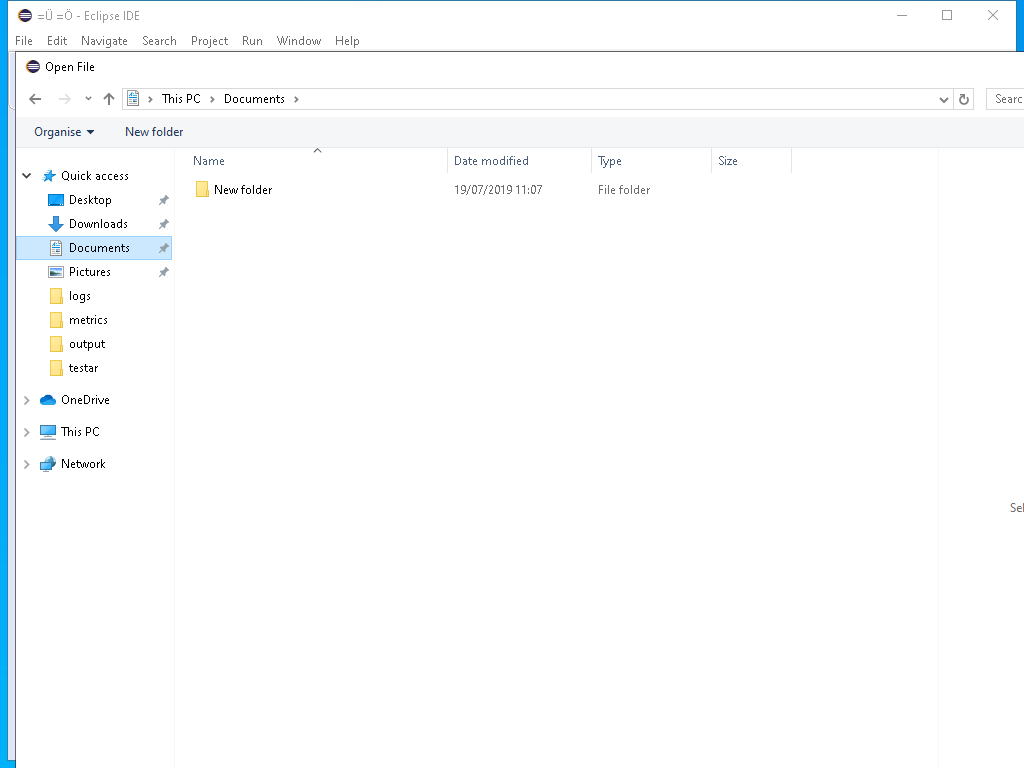 =Ü =Ö - Eclipse IDE
File Edit Navigate Search Project Run Window Help
Open File
This PC Documents
Organise New folder
Name Date modified Type Size
New folder 19/07/2019 11:07 File folder
Quick access
Desktop
Downloads
Documents
Pictures
logs
metrics
output
testar
OneDrive
This PC
Network